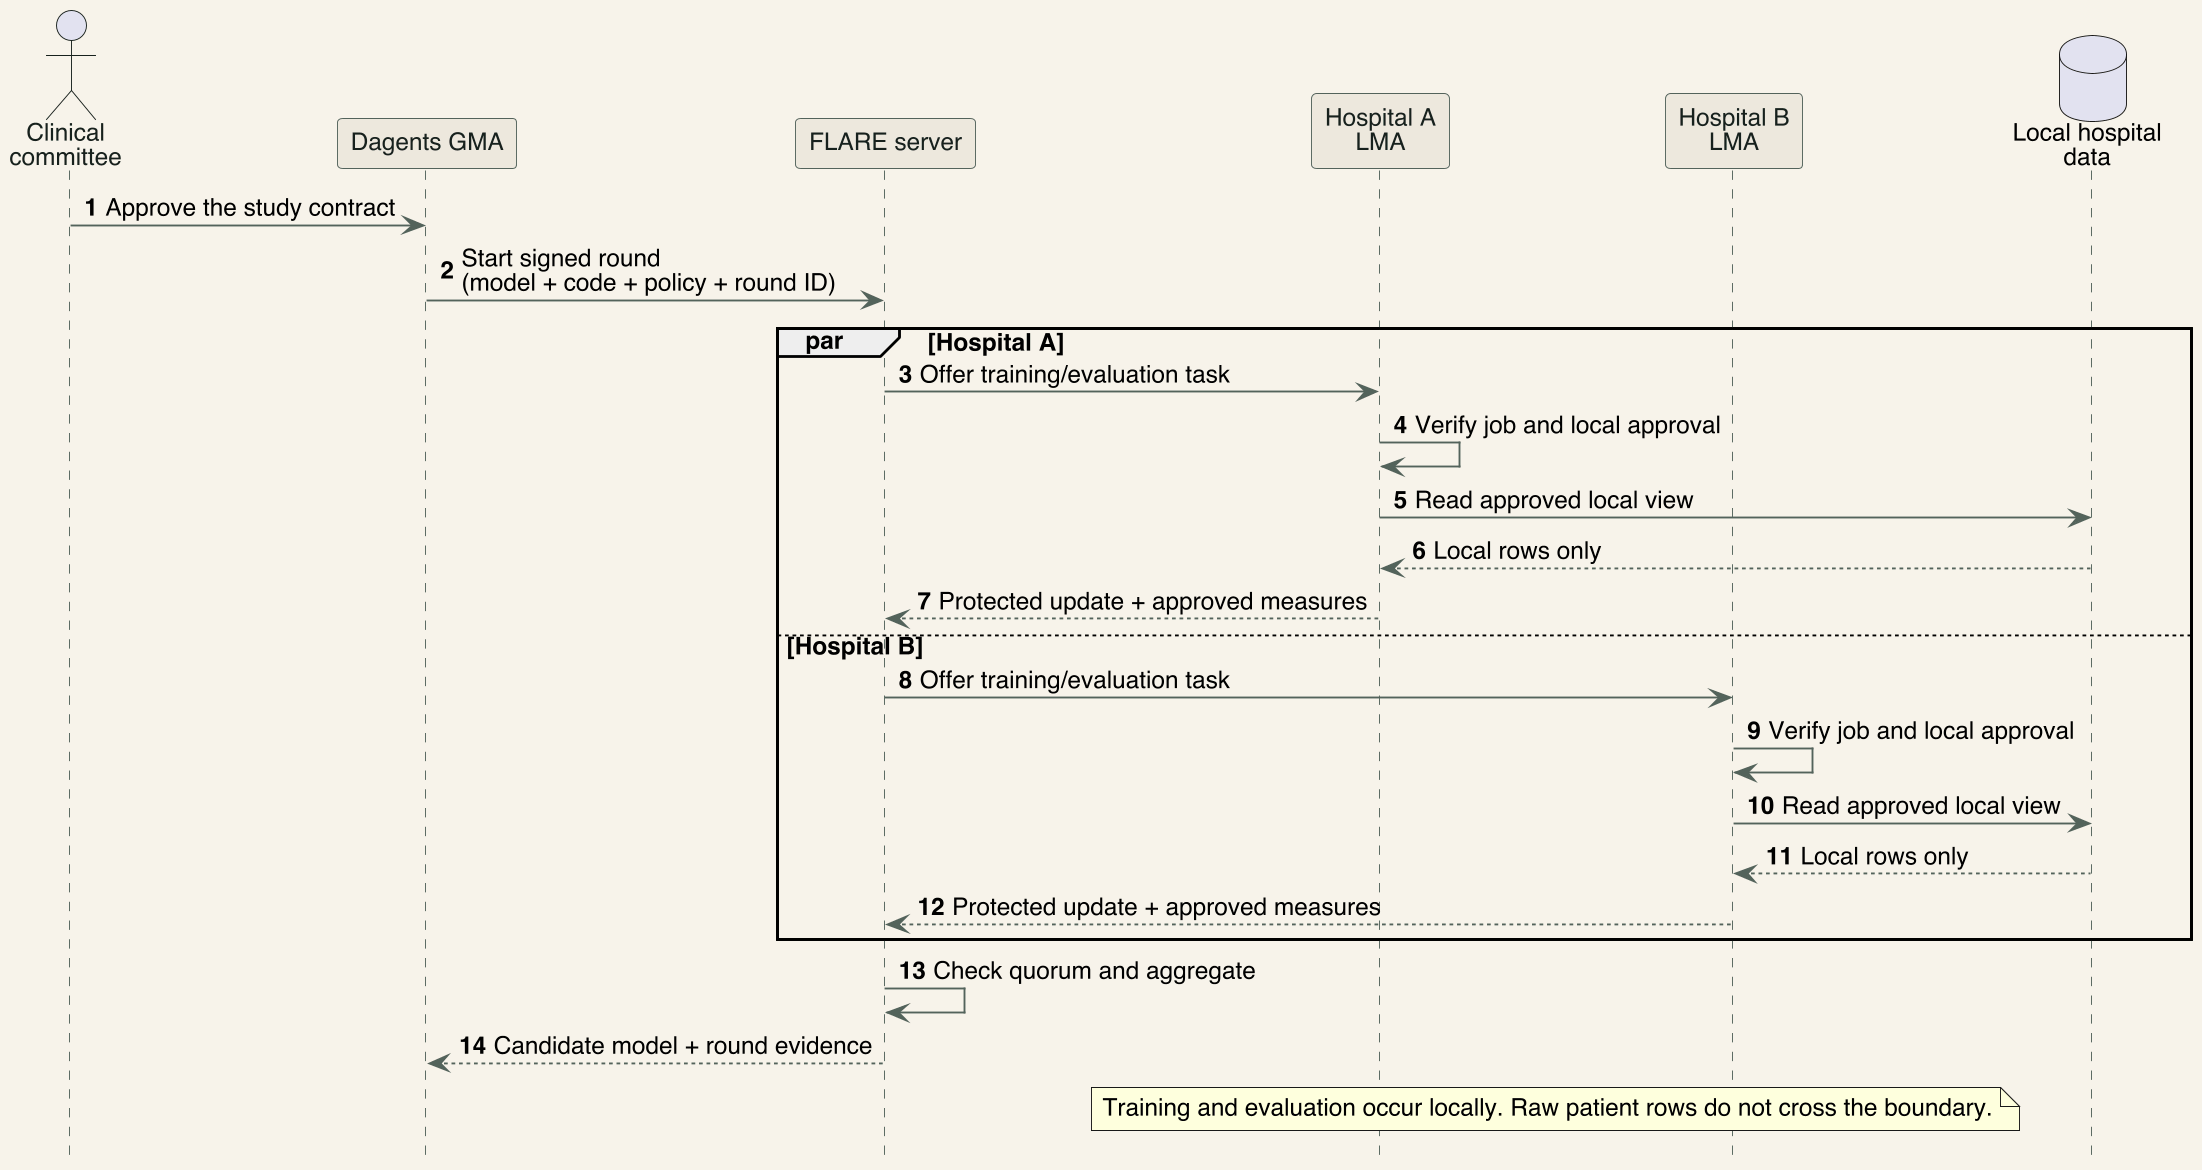 Clinical
committee
Dagents GMA
FLARE server
Hospital A
LMA
Hospital B
LMA
Local hospital
data
1 Approve the study contract
2 Start signed round
(model + code + policy + round ID)
par [Hospital A]
3 Offer training/evaluation task
4 Verify job and local approval
5 Read approved local view
6 Local rows only
7 Protected update + approved measures
[Hospital B]
8 Offer training/evaluation task
9 Verify job and local approval
10 Read approved local view
11 Local rows only
12 Protected update + approved measures
13 Check quorum and aggregate
14 Candidate model + round evidence
Training and evaluation occur locally. Raw patient rows do not cross the boundary.